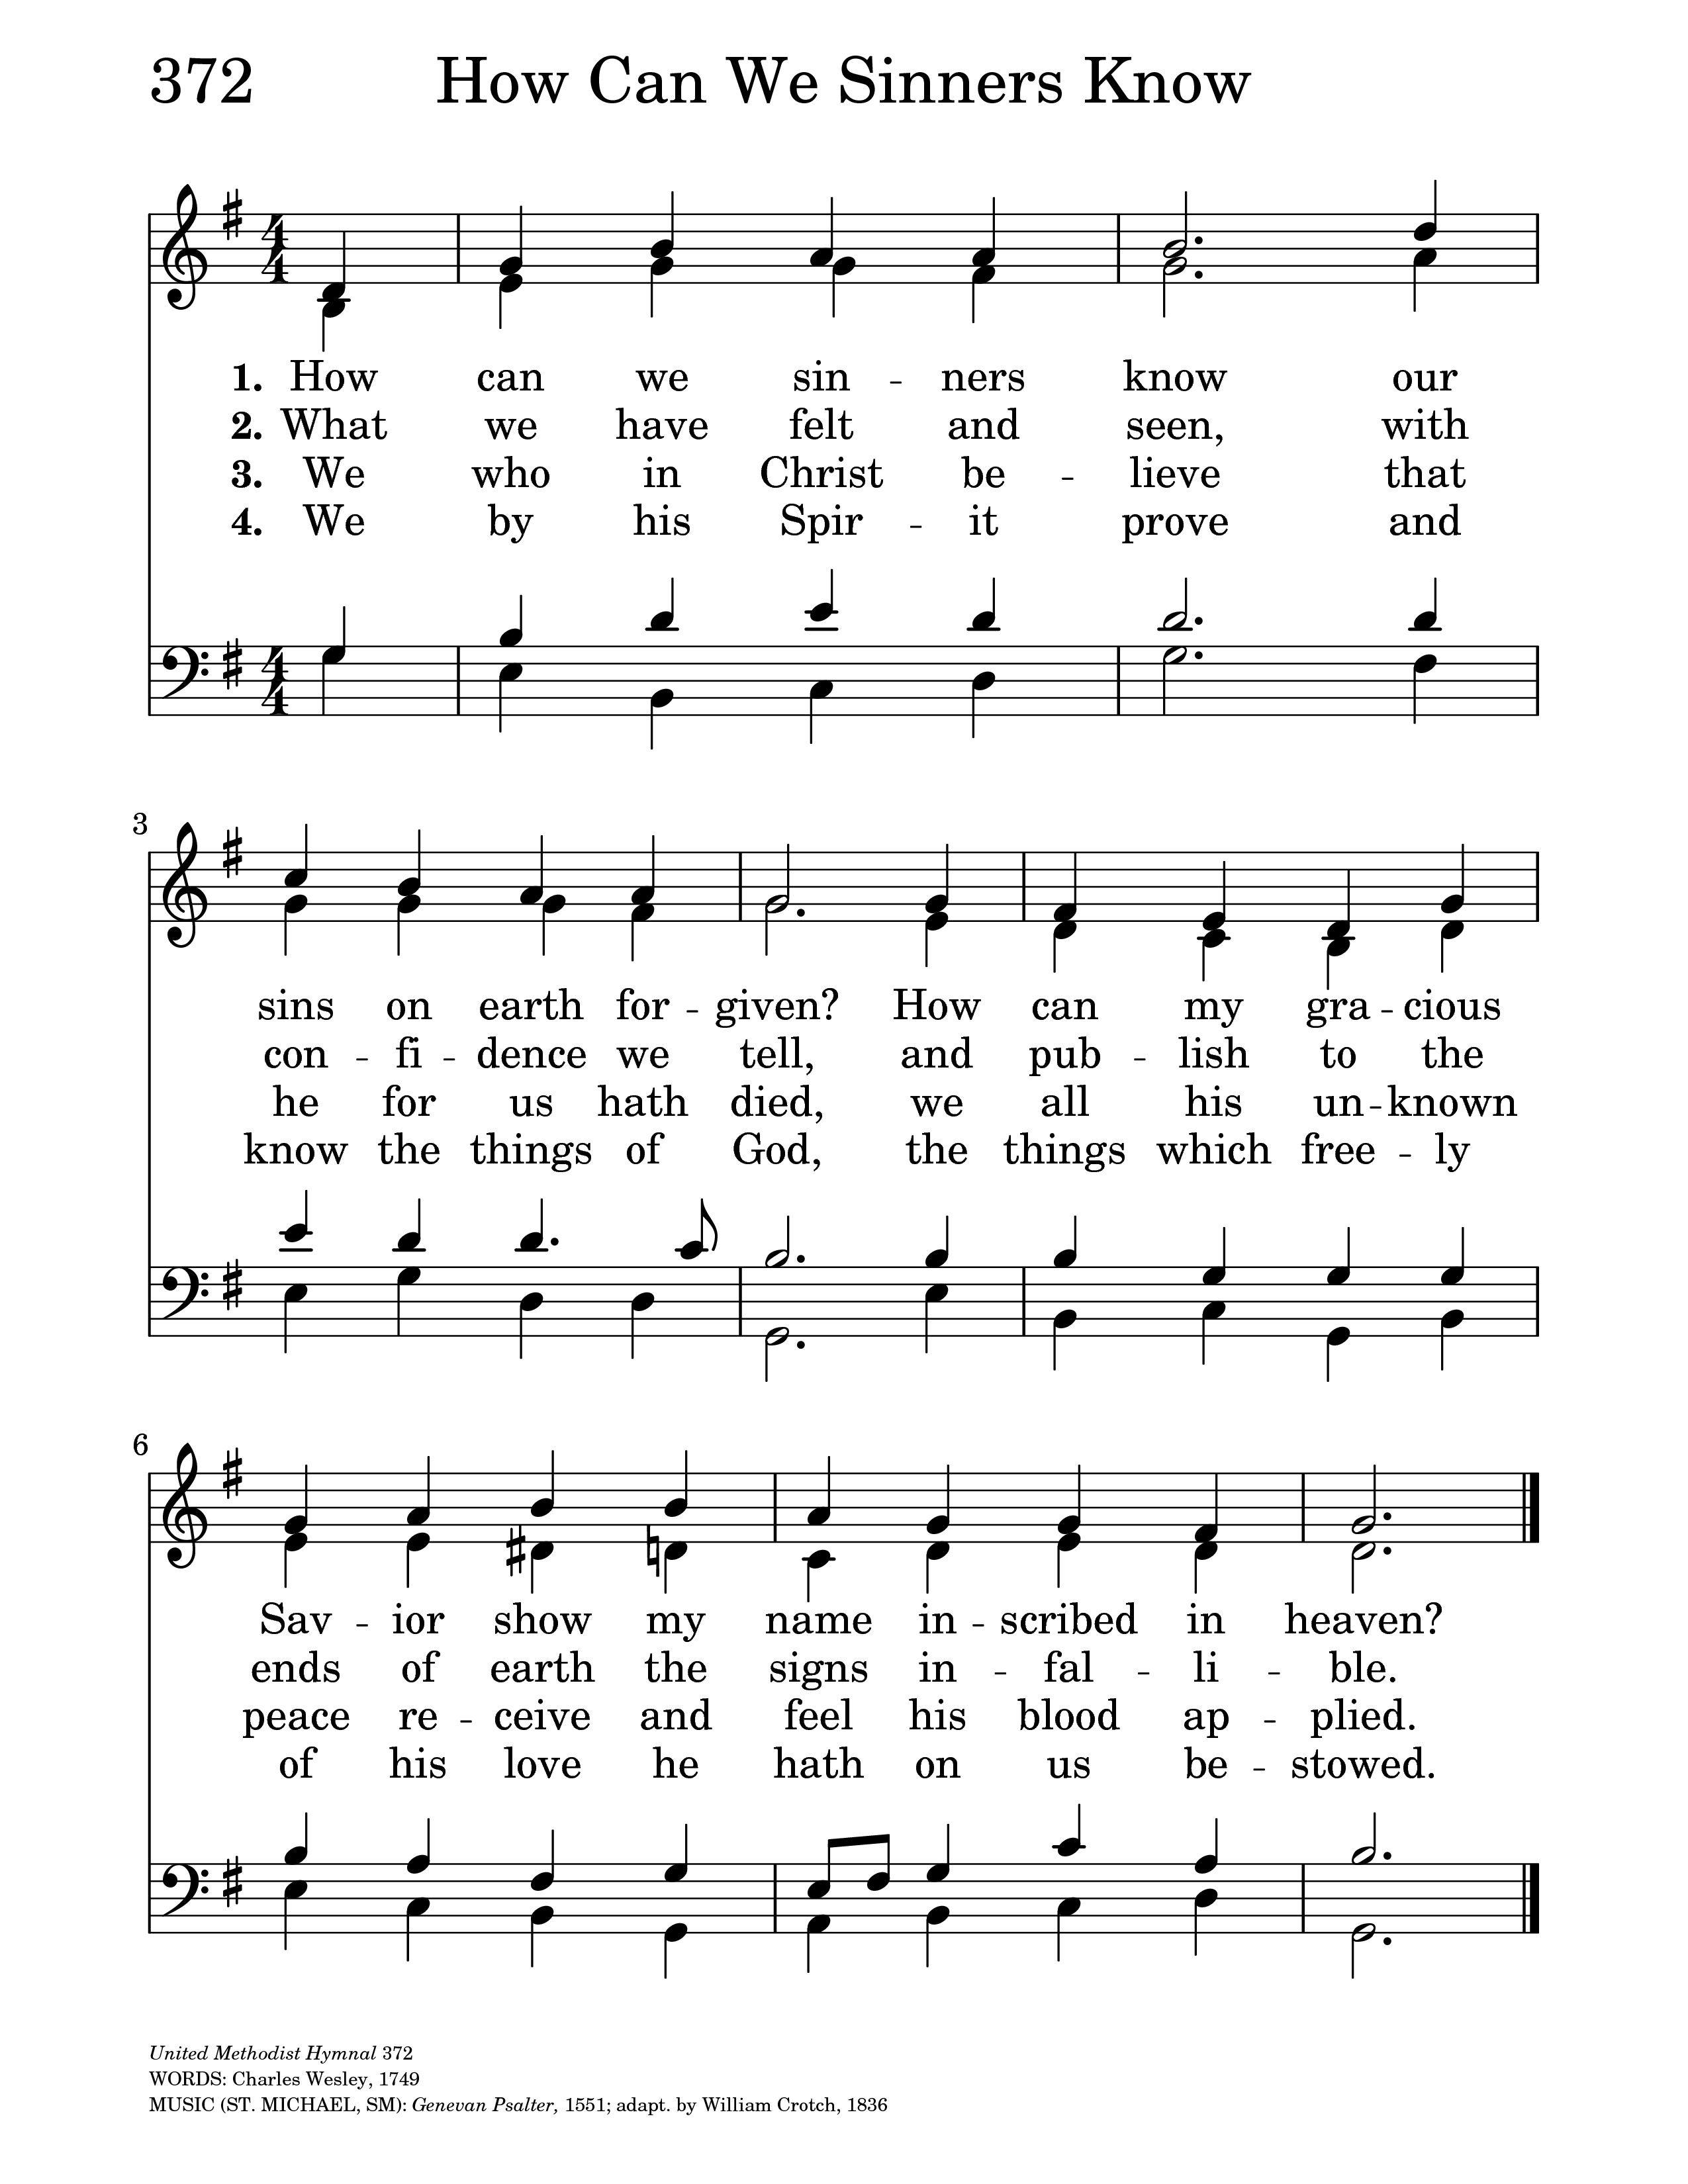 372 How Can We Sinners Know
1. How can we sin - ners know our
2. What we have felt and seen, with
3. We who in Christ be - lieve that
4. We by his Spir - it prove and
3
sins on earth for - given? How can my gra - cious
con - fi - dence we tell, and pub - lish to the
he for us hath died, we all his un - known
know the things of God, the things which free - ly
6
Sav - ior show my name in - scribed in heaven?
ends of earth the signs in - fal - li - ble.
peace re - ceive and feel his blood ap - plied.
of his love he hath on us be - stowed.
United Methodist Hymnal 372
WORDS: Charles Wesley, 1749
MUSIC (ST. MICHAEL, SM): Genevan Psalter, 1551; adapt. by William Crotch, 1836